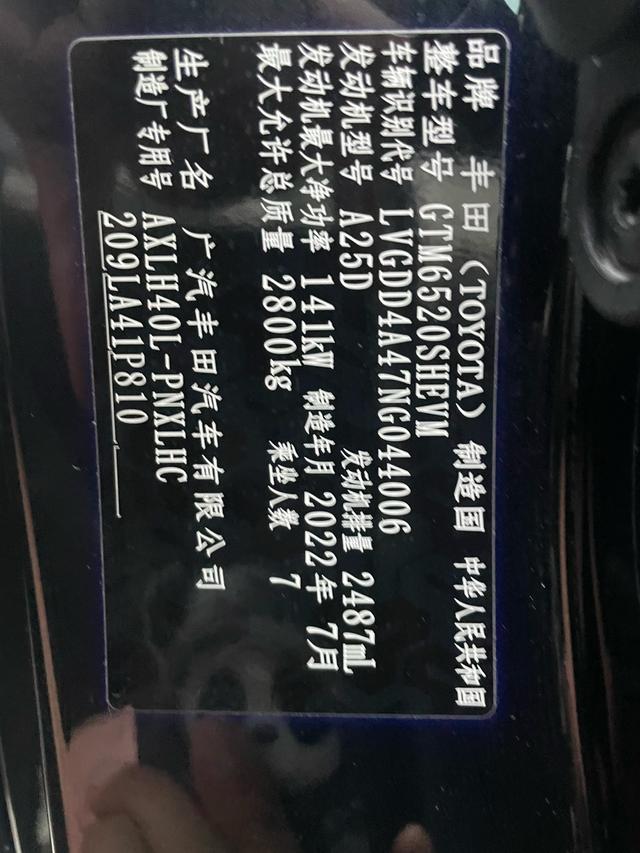 品牌 丰田（TOYOTA） 制造国 中华人民共和国
整车型号 GTM6520SHEVM
车辆识别代号 LVGDD4A47NG044006
发动机型号 A25D 发动机排量 2487mL
发动机最大净功率 141kW 制造年月 2022年 7月
最大允许总质量 2800kg 乘坐人数 7
生产厂名 广汽丰田汽车有限公司
制造厂专用号 AXLH40L-PNXLHC
209LA41P810